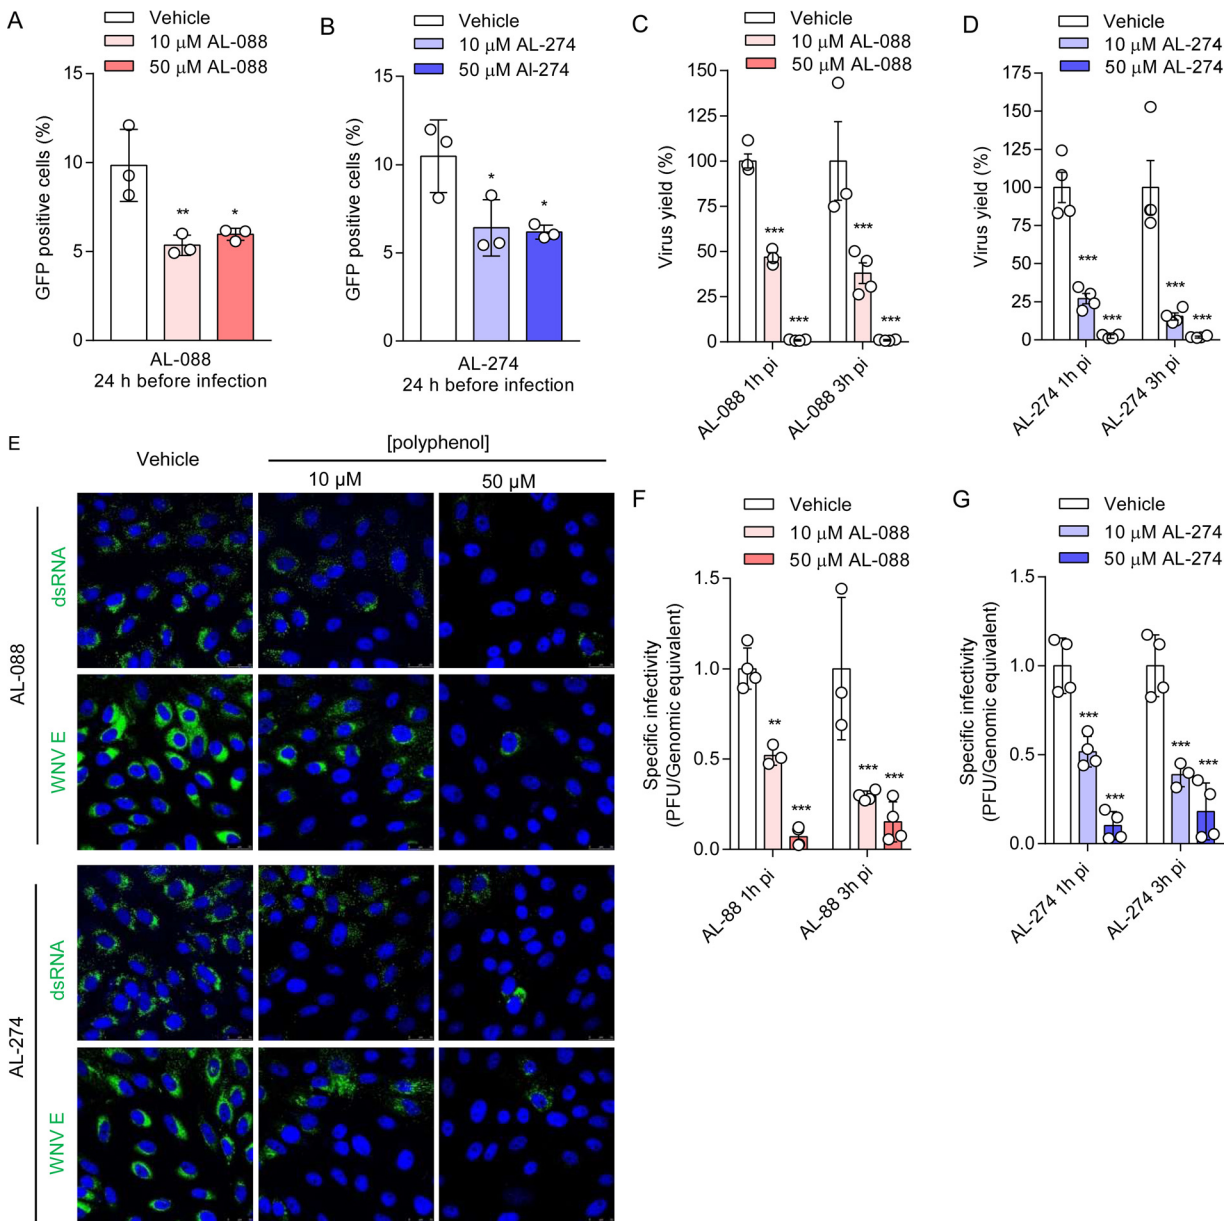 A
Vehicle
10 μM AL-088
50 μM AL-088
GFP positive cells (%)
15
10
5
0
**
*
AL-088
24 h before infection
B
Vehicle
10 μM AL-274
50 μM Al-274
GFP positive cells (%)
15
10
5
0
*
*
AL-274
24 h before infection
C
Vehicle
10 μM AL-088
50 μM AL-088
Virus yield (%)
150
125
100
75
50
25
0
***
***
***
***
AL-088 1h pi
AL-088 3h pi
D
Vehicle
10 μM AL-274
50 μM AL-274
Virus yield (%)
175
150
125
100
75
50
25
0
***
***
***
***
AL-274 1h pi
AL-274 3h pi
E
Vehicle
[polyphenol]
10 μM
50 μM
AL-088
dsRNA
WNV E
AL-274
dsRNA
WNV E
F
Vehicle
10 μM AL-088
50 μM AL-088
Specific infectivity
(PFU/Genomic equivalent)
1.5
1.0
0.5
0.0
**
***
***
***
AL-88 1h pi
AL-88 3h pi
G
Vehicle
10 μM AL-274
50 μM AL-274
Specific infectivity
(PFU/Genomic equivalent)
1.5
1.0
0.5
0.0
***
***
***
***
AL-274 1h pi
AL-274 3h pi